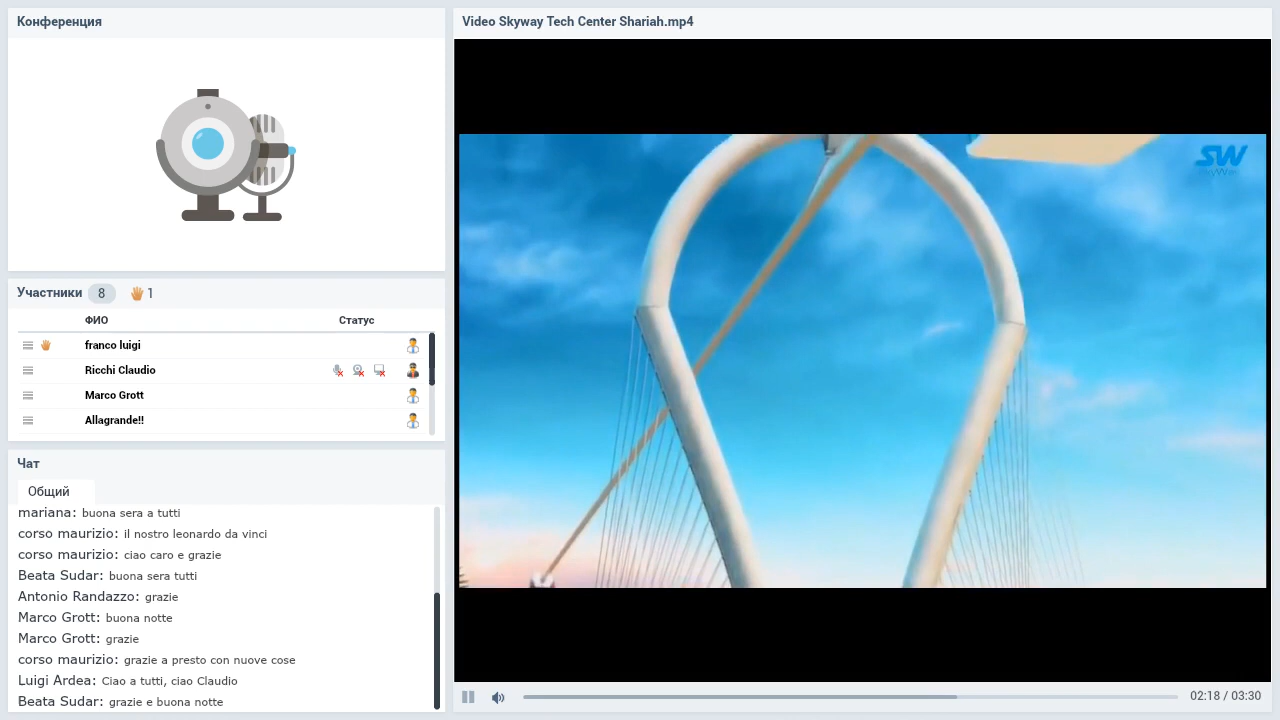 Конференция
Video Skyway Tech Center Shariah.mp4
SW
Участники 8 1
ФИО Статус
franco luigi
Ricchi Claudio
Marco Grott
Allagrande!!
Чат
Общий
mariana: buona sera a tutti
corso maurizio: il nostro leonardo da vinci
corso maurizio: ciao caro e grazie
Beata Sudar: buona sera tutti
Antonio Randazzo: grazie
Marco Grott: buona notte
Marco Grott: grazie
corso maurizio: grazie a presto con nuove cose
Luigi Ardea: Ciao a tutti, ciao Claudio
Beata Sudar: grazie e buona notte
02:18 / 03:30